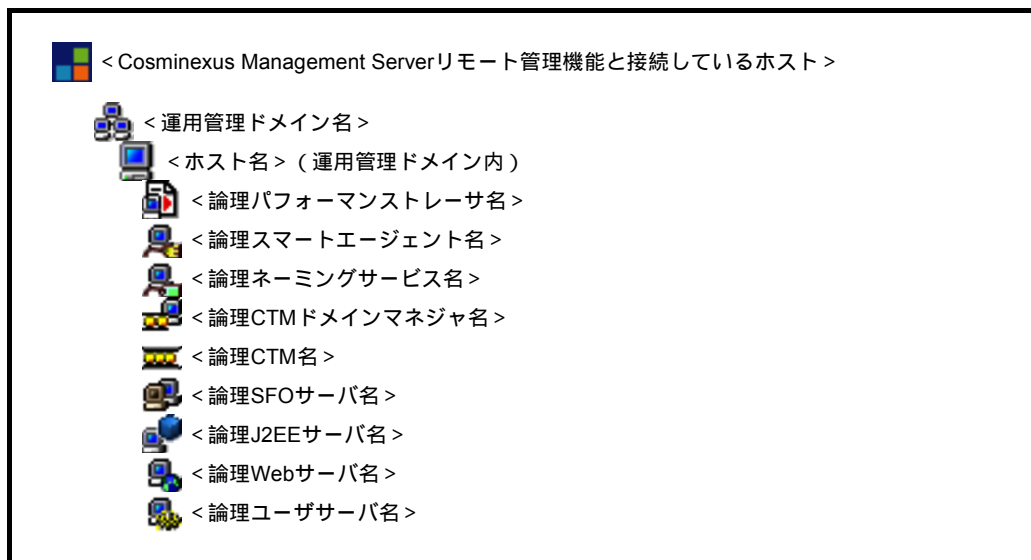 ＜Cosminexus Management Serverリモート管理機能と接続しているホスト＞
＜運用管理ドメイン名＞
＜ホスト名＞（運用管理ドメイン内）
＜論理パフォーマンストレーサ名＞
＜論理スマートエージェント名＞
＜論理ネーミングサービス名＞
＜論理CTMドメインマネジャ名＞
＜論理CTM名＞
＜論理SFOサーバ名＞
＜論理J2EEサーバ名＞
＜論理Webサーバ名＞
＜論理ユーザサーバ名＞